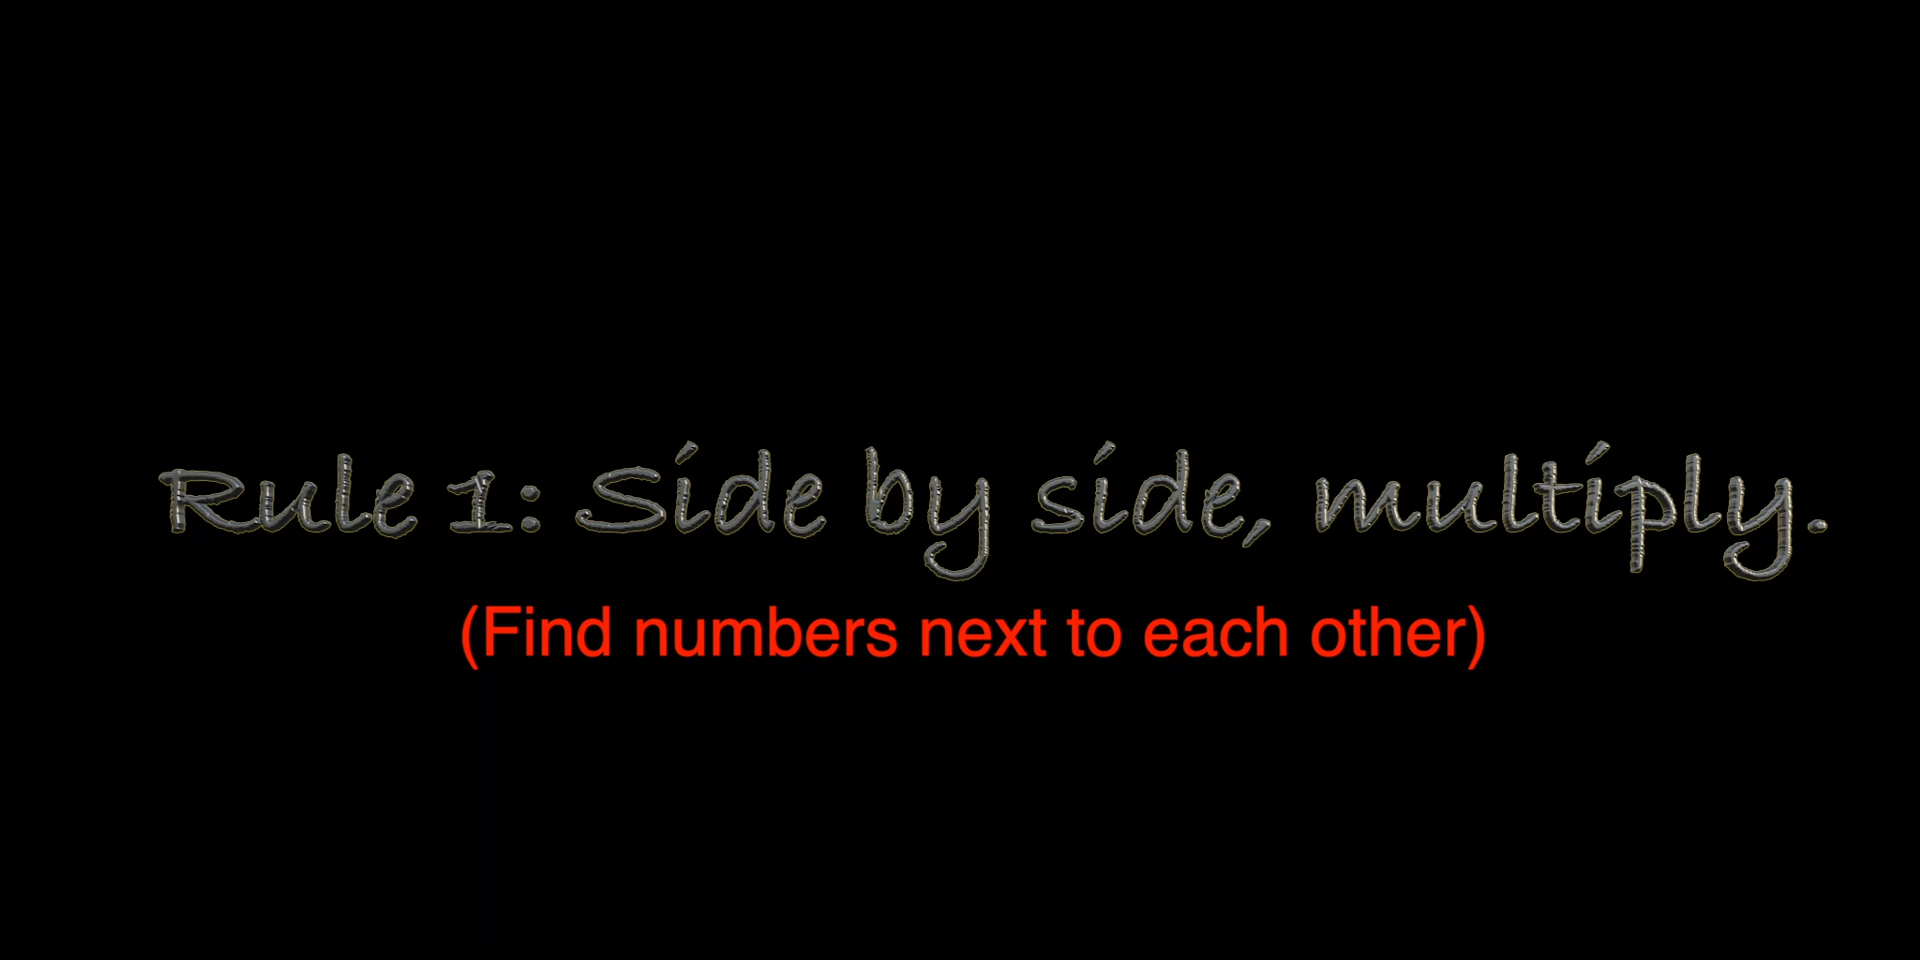 Rule 1: Side by side, multiply.
(Find numbers next to each other)